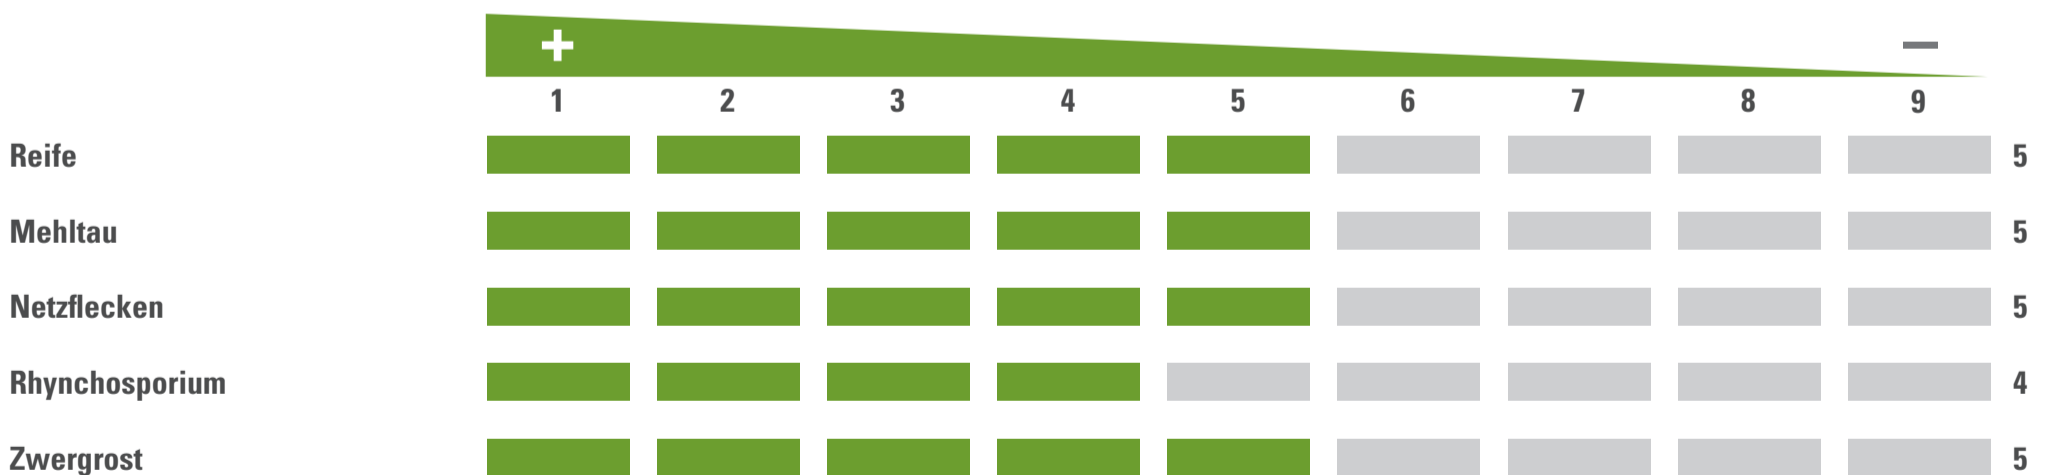 + −
1 2 3 4 5 6 7 8 9
Reife 5
Mehltau 5
Netzflecken 5
Rhynchosporium 4
Zwergrost 5